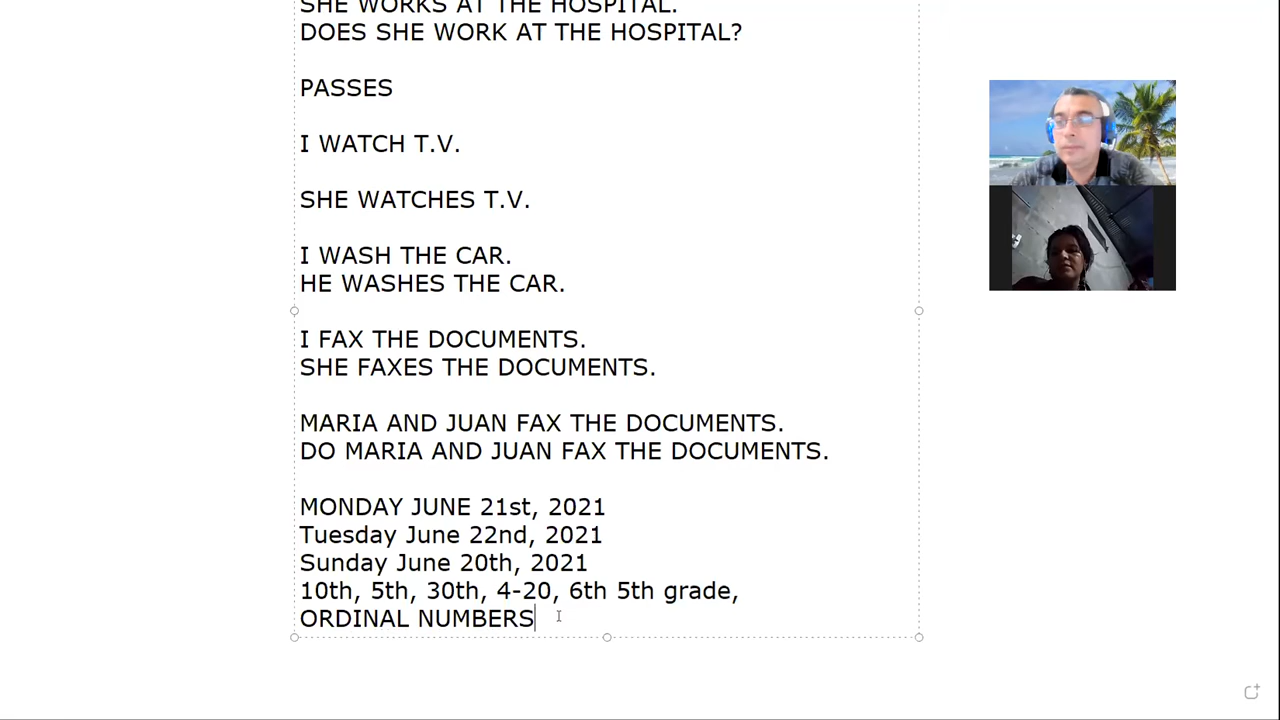 SHE WORKS AT THE HOSPITAL.
DOES SHE WORK AT THE HOSPITAL?
PASSES
I WATCH T.V.
SHE WATCHES T.V.
I WASH THE CAR.
HE WASHES THE CAR.
I FAX THE DOCUMENTS.
SHE FAXES THE DOCUMENTS.
MARIA AND JUAN FAX THE DOCUMENTS.
DO MARIA AND JUAN FAX THE DOCUMENTS.
MONDAY JUNE 21st, 2021
Tuesday June 22nd, 2021
Sunday June 20th, 2021
10th, 5th, 30th, 4-20, 6th 5th grade,
ORDINAL NUMBERS